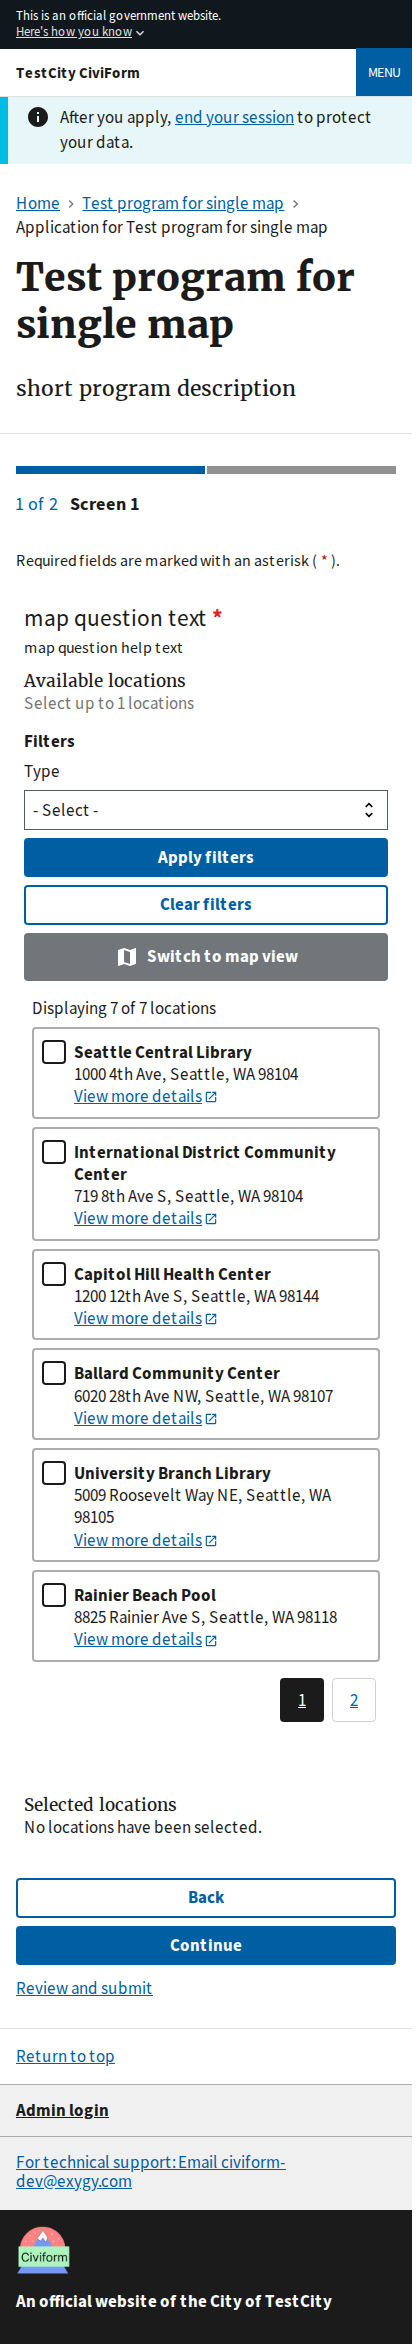 This is an official government website.
Here's how you know
TestCity CiviForm
MENU
After you apply, end your session to protect
your data.
Home > Test program for single map >
Application for Test program for single map
Test program for
single map
short program description
1 of 2 Screen 1
Required fields are marked with an asterisk ( * ).
map question text *
map question help text
Available locations
Select up to 1 locations
Filters
Type
- Select -
Apply filters
Clear filters
Switch to map view
Displaying 7 of 7 locations
Seattle Central Library
1000 4th Ave, Seattle, WA 98104
View more details
International District Community
Center
719 8th Ave S, Seattle, WA 98104
View more details
Capitol Hill Health Center
1200 12th Ave S, Seattle, WA 98144
View more details
Ballard Community Center
6020 28th Ave NW, Seattle, WA 98107
View more details
University Branch Library
5009 Roosevelt Way NE, Seattle, WA
98105
View more details
Rainier Beach Pool
8825 Rainier Ave S, Seattle, WA 98118
View more details
1 2
Selected locations
No locations have been selected.
Back
Continue
Review and submit
Return to top
Admin login
For technical support: Email civiform-
dev@exygy.com
Civiform
An official website of the City of TestCity